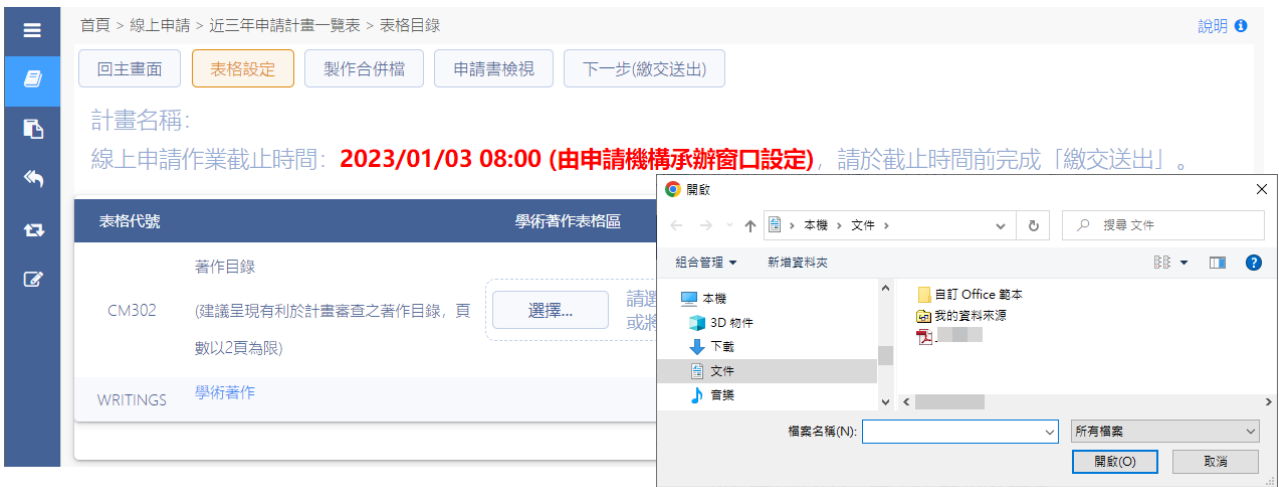 首頁 > 線上申請 > 近三年申請計畫一覽表 > 表格目錄
說明
回主畫面 表格設定 製作合併檔 申請書檢視 下一步(繳交送出)
計畫名稱:
線上申請作業截止時間: 2023/01/03 08:00 (由申請機構承辦窗口設定), 請於截止時間前完成「繳交送出」。
表格代號 學術著作表格區
著作目錄
CM302 (建議呈現有利於計畫審查之著作目錄, 頁
數以2頁為限)
選擇...
請選
或將
WRITINGS 學術著作
開啟
本機 > 文件 >
搜尋 文件
組合管理 新增資料夾
本機
3D 物件
下載
文件
音樂
自訂 Office 範本
我的資料來源
檔案名稱(N): 所有檔案
開啟(O) 取消